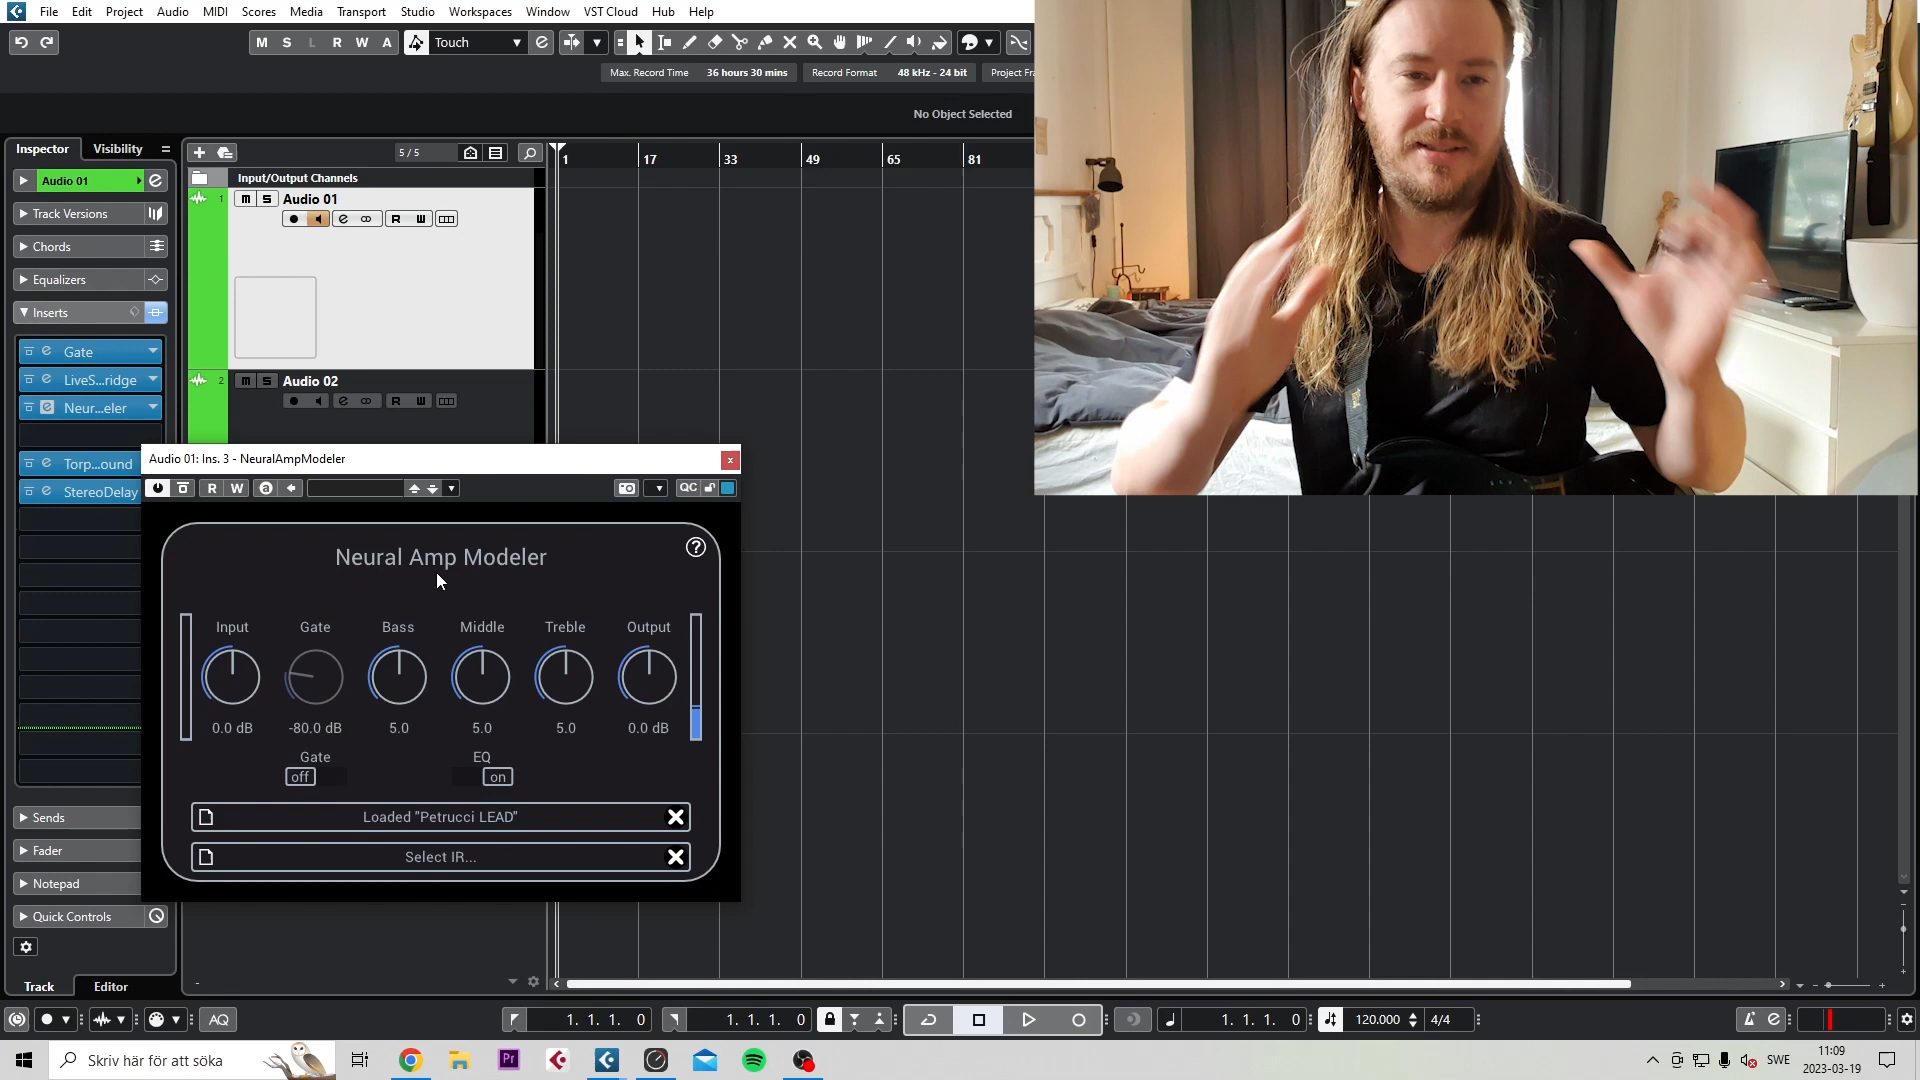 File Edit Project Audio MIDI Scores Media Transport Studio Workspaces Window VST Cloud Hub Help
M S L R W A Touch
Max. Record Time 36 hours 30 mins Record Format 48 kHz - 24 bit Project Fr
No Object Selected
Inspector Visibility
5 / 5
1 17 33 49 65 81
Audio 01
Input/Output Channels
1 m S Audio 01
R W
Track Versions
Chords
Equalizers
Inserts
Gate
LiveS...ridge
Neur...eler
Torp...ound
StereoDelay
2 m S Audio 02
R W
Audio 01: Ins. 3 - NeuralAmpModeler
R W a QC
Neural Amp Modeler
?
Input Gate Bass Middle Treble Output
0.0 dB -80.0 dB 5.0 5.0 5.0 0.0 dB
Gate EQ
off on
Loaded "Petrucci LEAD"
Select IR...
Sends
Fader
Notepad
Quick Controls
Track Editor
AQ 1. 1. 1. 0 1. 1. 1. 0 1. 1. 1. 0 120.000 4/4
Skriv här för att söka
Pr
SWE
11:09
2023-03-19